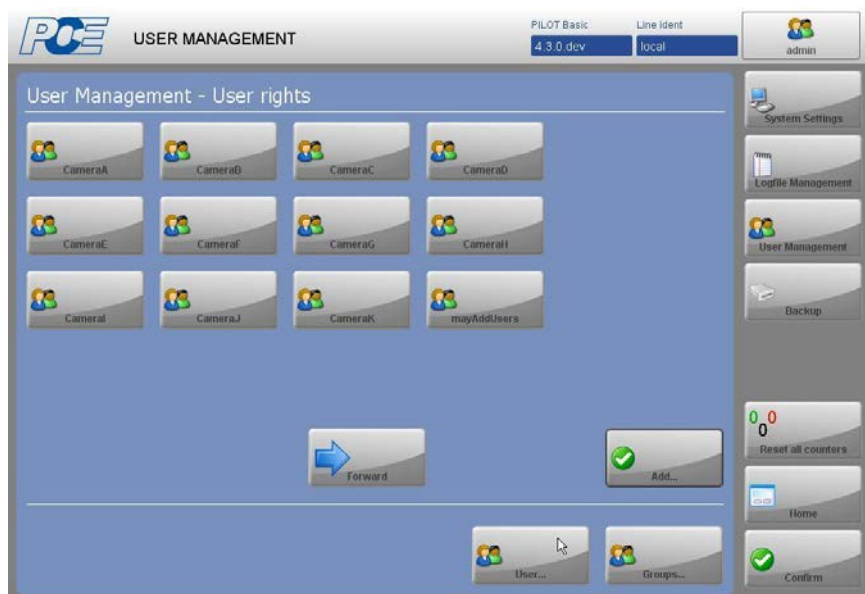 PCE
USER MANAGEMENT
PILOT Basic
Line Ident
4.3.0.dev
local
admin
User Management - User rights
CameraA
CameraB
CameraC
CameraD
CameraE
CameraF
CameraG
CameraH
CameraI
CameraJ
CameraK
mayAddUsers
Forward
Add...
User...
Groups...
System Settings
Logfile Management
User Management
Backup
0 0
0
Reset all counters
Home
Confirm